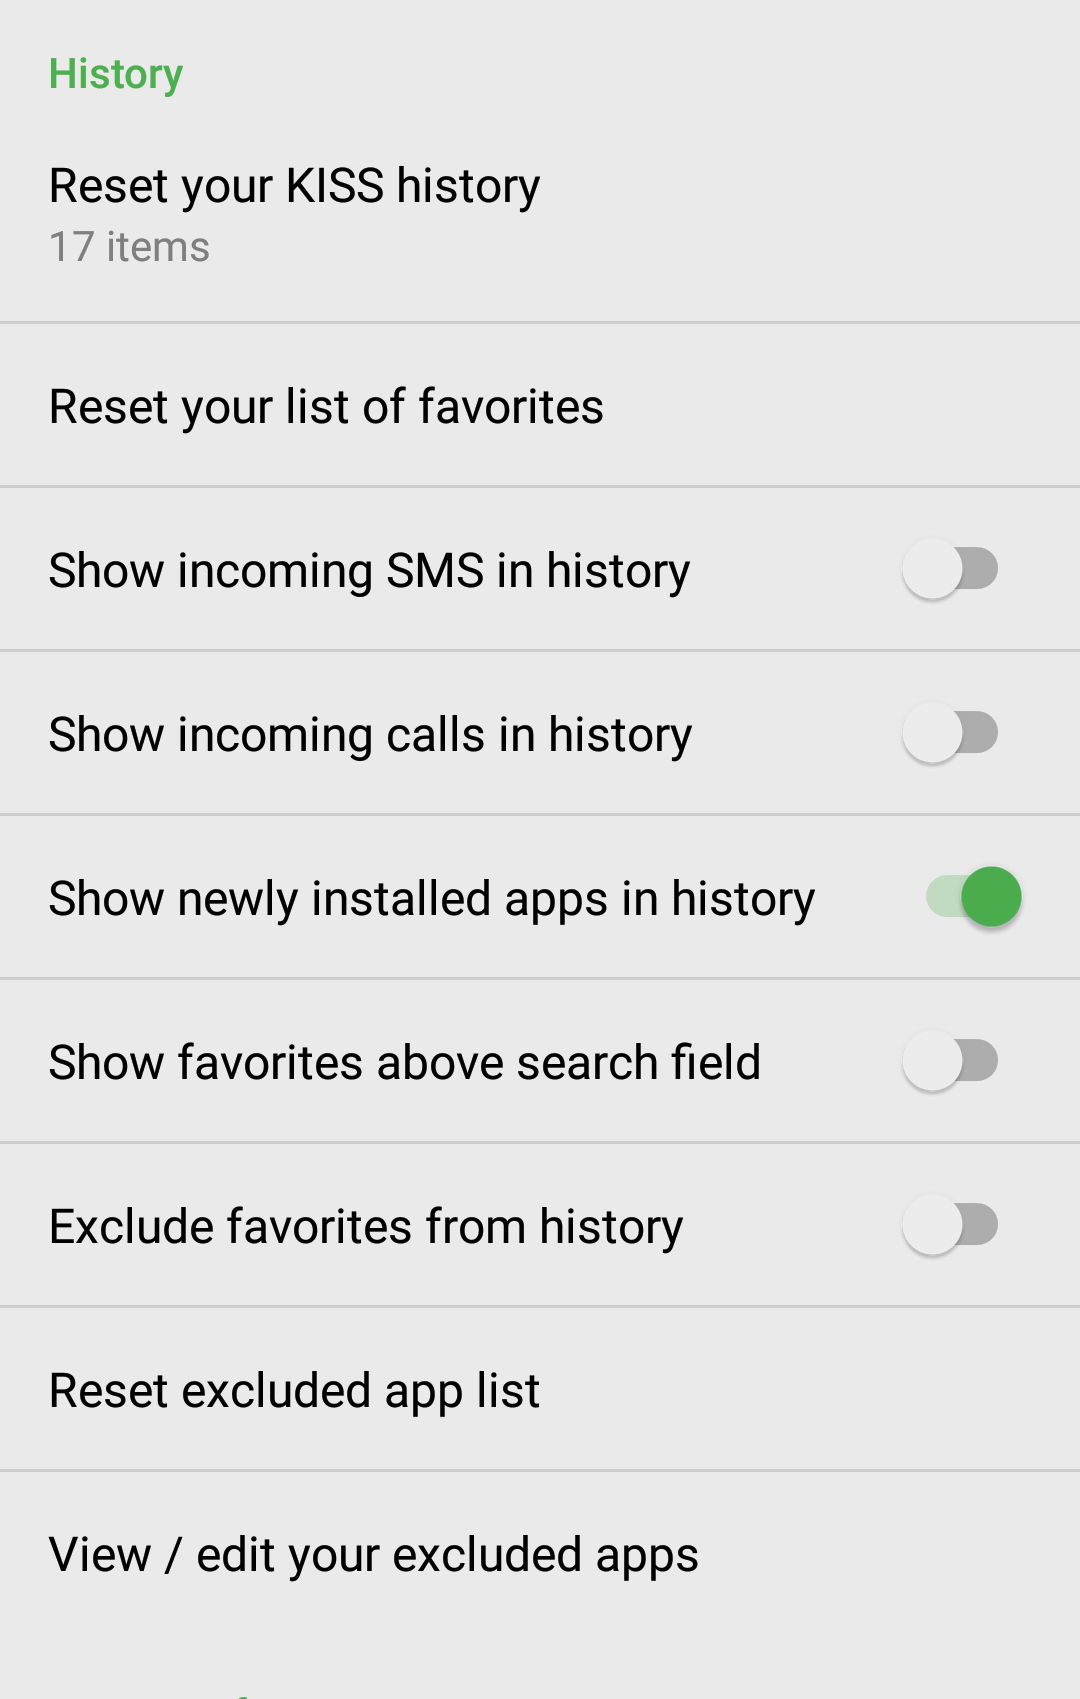 History
Reset your KISS history
17 items
Reset your list of favorites
Show incoming SMS in history
Show incoming calls in history
Show newly installed apps in history
Show favorites above search field
Exclude favorites from history
Reset excluded app list
View / edit your excluded apps